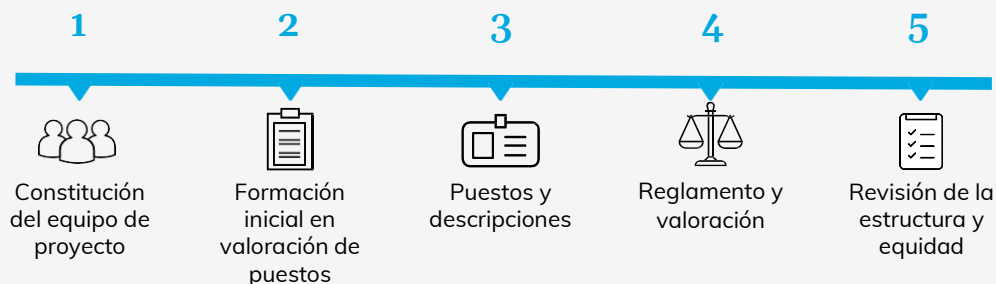 1
2
3
4
5
Constitución
del equipo de
proyecto
Formación
inicial en
valoración de
puestos
Puestos y
descripciones
Reglamento y
valoración
Revisión de la
estructura y
equidad